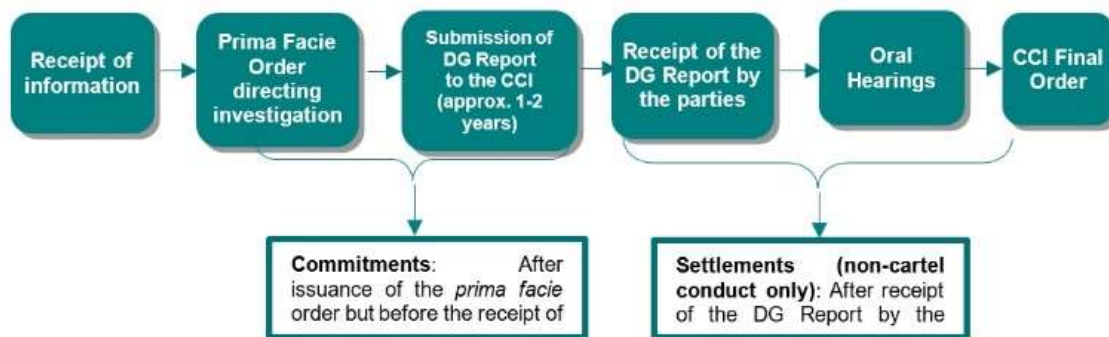 Receipt of
information
Prima Facie
Order
directing
investigation
Submission of
DG Report
to the CCI
(approx. 1-2
years)
Receipt of the
DG Report by
the parties
Oral
Hearings
CCI Final
Order
Commitments: After
issuance of the prima facie
order but before the receipt of
Settlements (non-cartel
conduct only): After receipt
of the DG Report by the